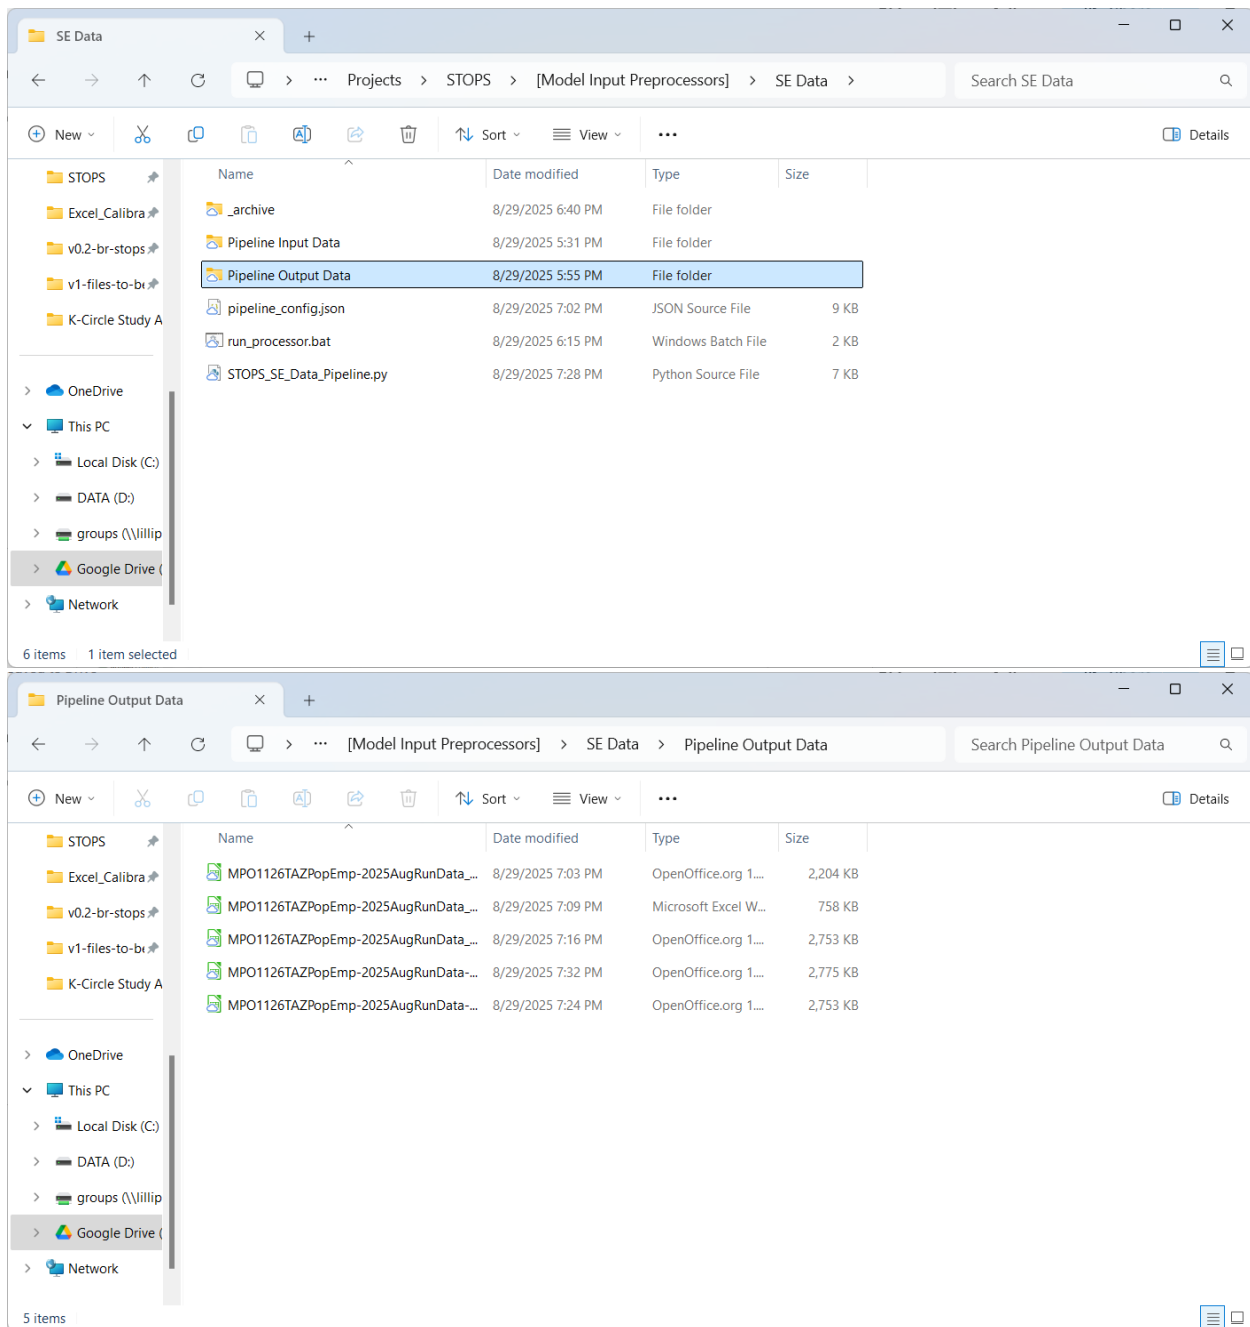 SE Data
Projects > STOPS > [Model Input Preprocessors] > SE Data >
Search SE Data
New
Sort
View
Details
Name Date modified Type Size
STOPS
Excel_Calibra
v0.2-br-stops
v1-files-to-be
K-Circle Study A
OneDrive
This PC
Local Disk (C:)
DATA (D:)
groups (\\lillip
Google Drive (
Network
_archive 8/29/2025 6:40 PM File folder
Pipeline Input Data 8/29/2025 5:31 PM File folder
Pipeline Output Data 8/29/2025 5:55 PM File folder
pipeline_config.json 8/29/2025 7:02 PM JSON Source File 9 KB
run_processor.bat 8/29/2025 6:15 PM Windows Batch File 2 KB
STOPS_SE_Data_Pipeline.py 8/29/2025 7:28 PM Python Source File 7 KB
6 items 1 item selected
Pipeline Output Data
[Model Input Preprocessors] > SE Data > Pipeline Output Data
Search Pipeline Output Data
New
Sort
View
Details
Name Date modified Type Size
STOPS
Excel_Calibra
v0.2-br-stops
v1-files-to-be
K-Circle Study A
OneDrive
This PC
Local Disk (C:)
DATA (D:)
groups (\\lillip
Google Drive (
Network
MPO1126TAZPopEmp-2025AugRunData_... 8/29/2025 7:03 PM OpenOffice.org 1.... 2,204 KB
MPO1126TAZPopEmp-2025AugRunData_... 8/29/2025 7:09 PM Microsoft Excel W... 758 KB
MPO1126TAZPopEmp-2025AugRunData_... 8/29/2025 7:16 PM OpenOffice.org 1.... 2,753 KB
MPO1126TAZPopEmp-2025AugRunData-... 8/29/2025 7:32 PM OpenOffice.org 1.... 2,775 KB
MPO1126TAZPopEmp-2025AugRunData-... 8/29/2025 7:24 PM OpenOffice.org 1.... 2,753 KB
5 items